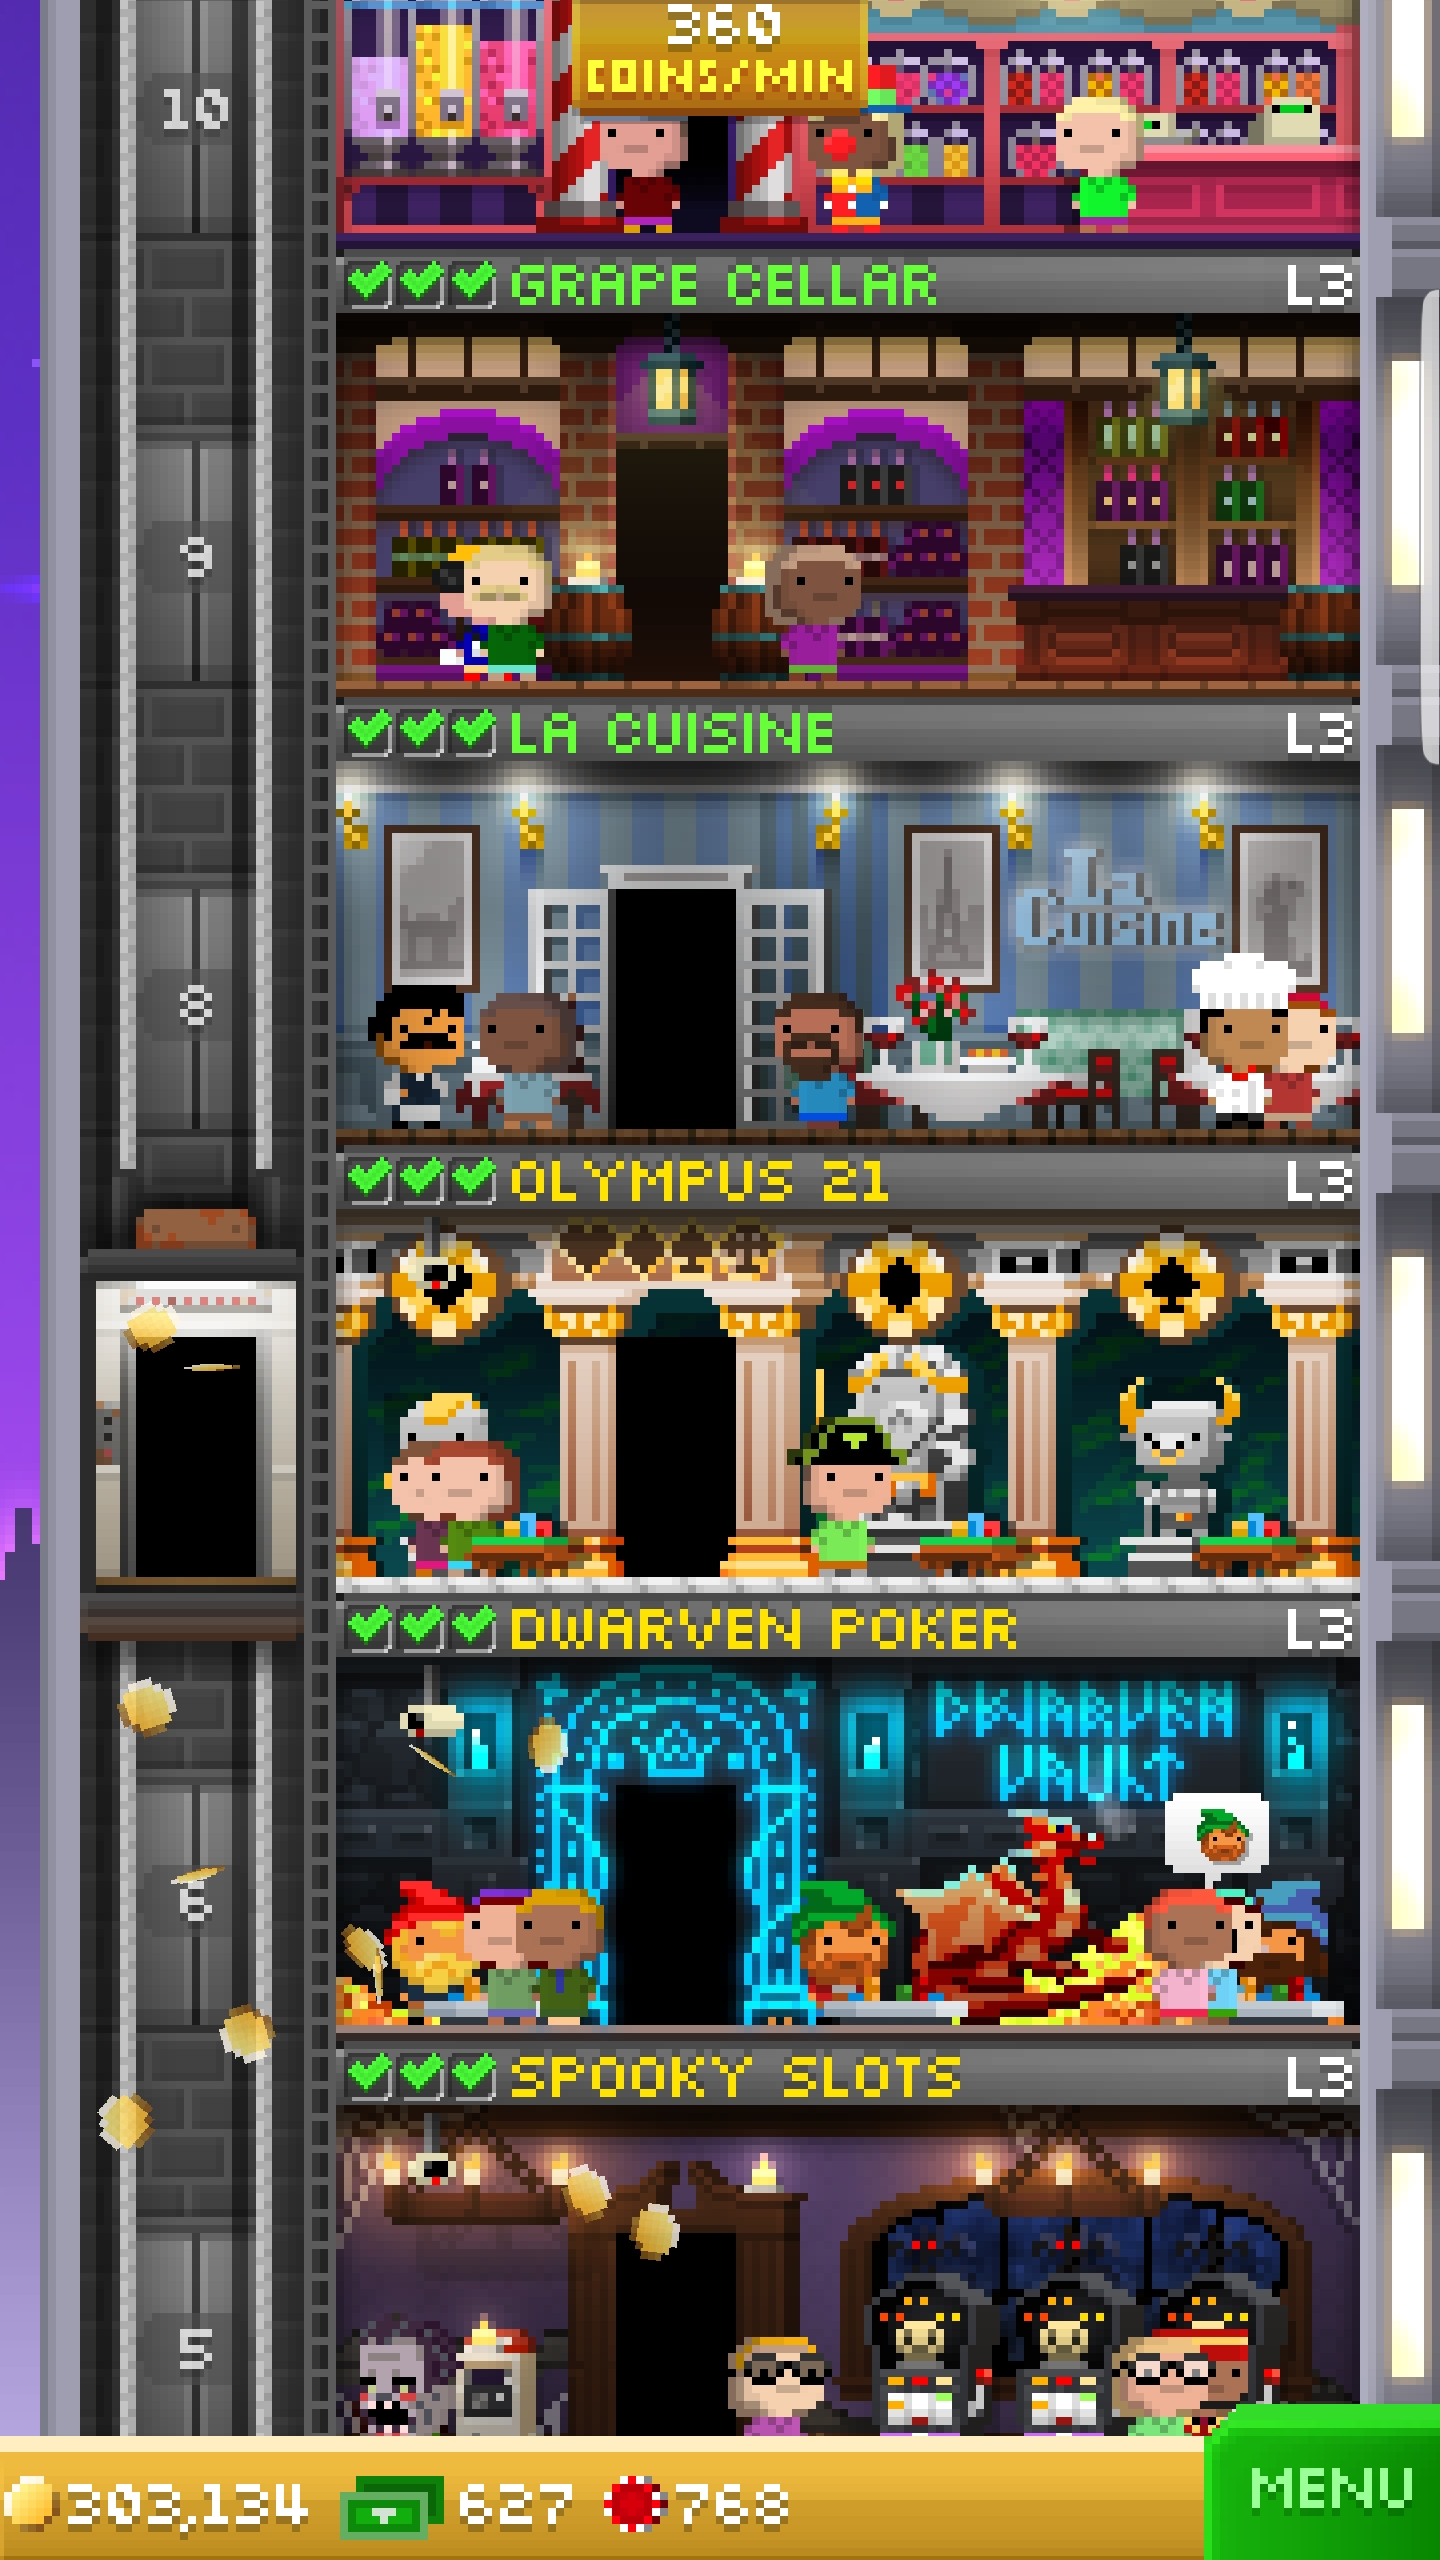 360
COINS/MIN
10
GRAPE CELLAR L3
9
LA CUISINE L3
La
Cuisine
8
OLYMPUS 21 L3
DWARVEN POKER L3
DWARVEN
VAULT
6
SPOOKY SLOTS L3
5
303,134 627 768 MENU